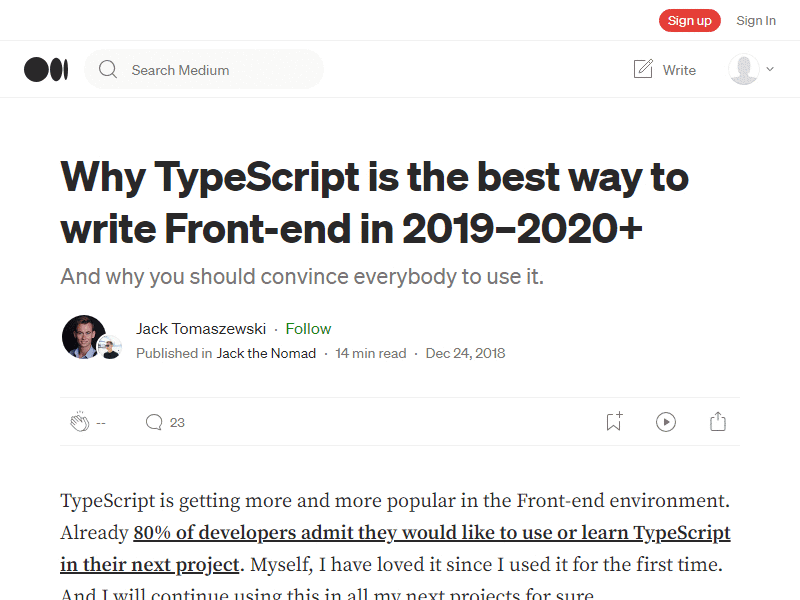 Sign up Sign In
Search Medium Write
Why TypeScript is the best way to
write Front-end in 2019–2020+
And why you should convince everybody to use it.
Jack Tomaszewski · Follow
Published in Jack the Nomad · 14 min read · Dec 24, 2018
-- 23
TypeScript is getting more and more popular in the Front-end environment.
Already 80% of developers admit they would like to use or learn TypeScript
in their next project. Myself, I have loved it since I used it for the first time.
And I will continue using this in all my next projects for sure.